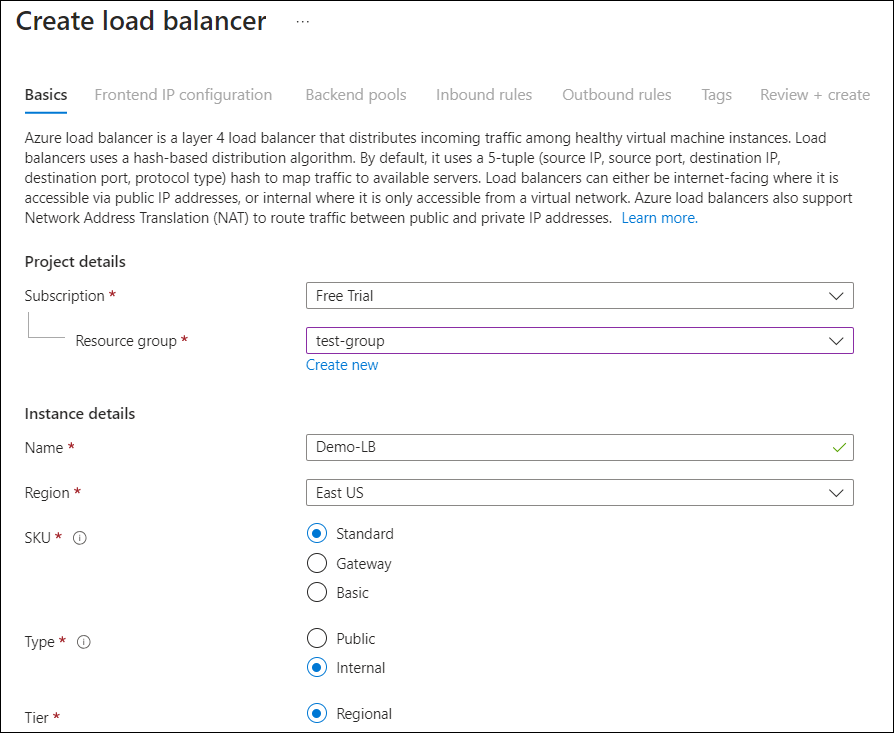 Create load balancer ...
Basics Frontend IP configuration Backend pools Inbound rules Outbound rules Tags Review + create
Azure load balancer is a layer 4 load balancer that distributes incoming traffic among healthy virtual machine instances. Load
balancers uses a hash-based distribution algorithm. By default, it uses a 5-tuple (source IP, source port, destination IP,
destination port, protocol type) hash to map traffic to available servers. Load balancers can either be internet-facing where it is
accessible via public IP addresses, or internal where it is only accessible from a virtual network. Azure load balancers also support
Network Address Translation (NAT) to route traffic between public and private IP addresses. Learn more.
Project details
Subscription * Free Trial
Resource group * test-group
Create new
Instance details
Name * Demo-LB
Region * East US
SKU * Standard
Gateway
Basic
Type * Public
Internal
Tier * Regional